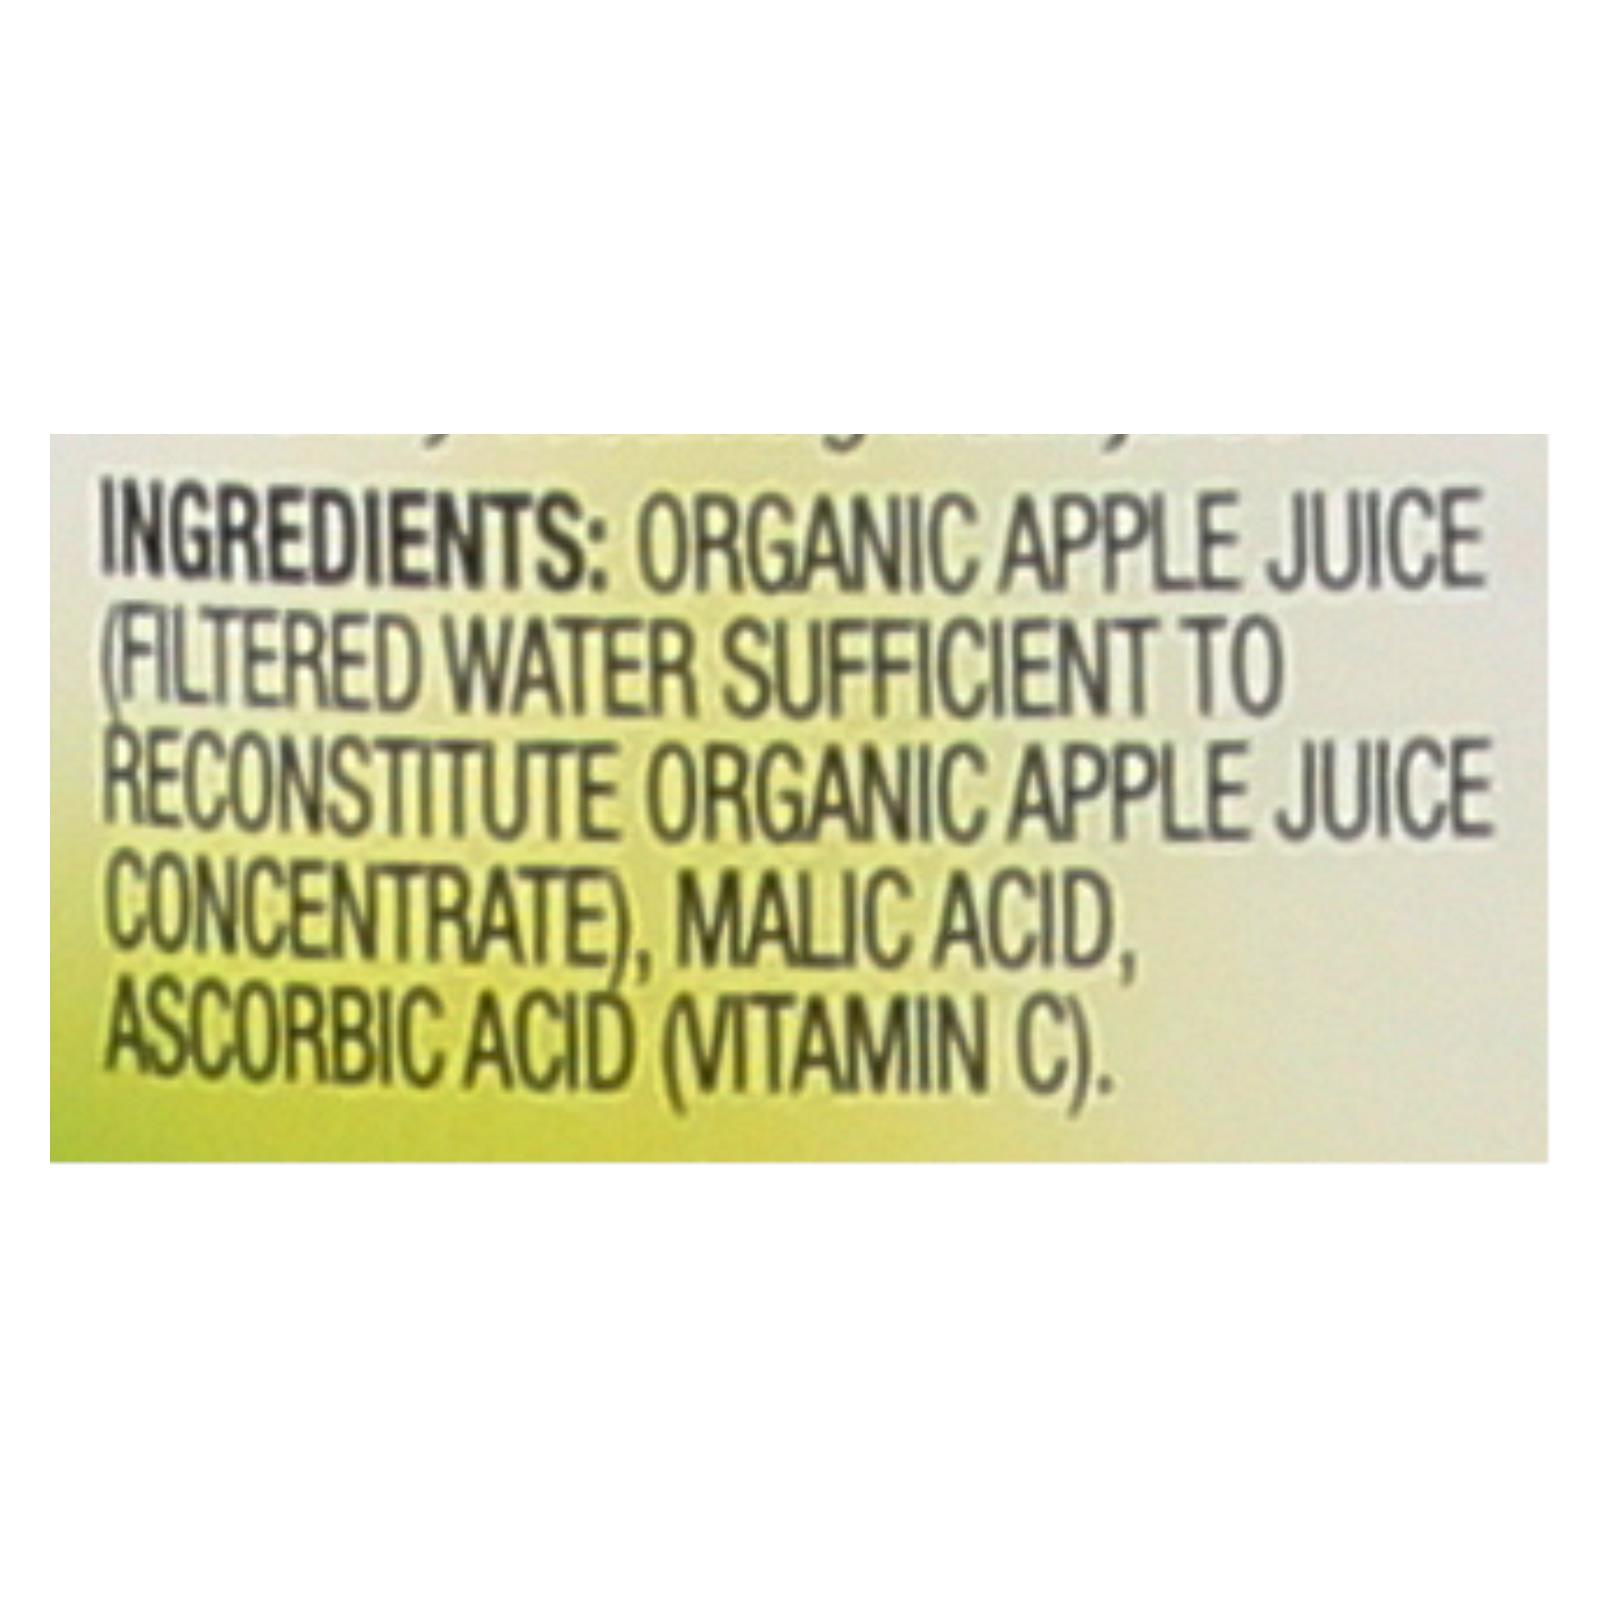 INGREDIENTS: ORGANIC APPLE JUICE
(FILTERED WATER SUFFICIENT TO
RECONSTITUTE ORGANIC APPLE JUICE
CONCENTRATE), MALIC ACID,
ASCORBIC ACID (VITAMIN C).